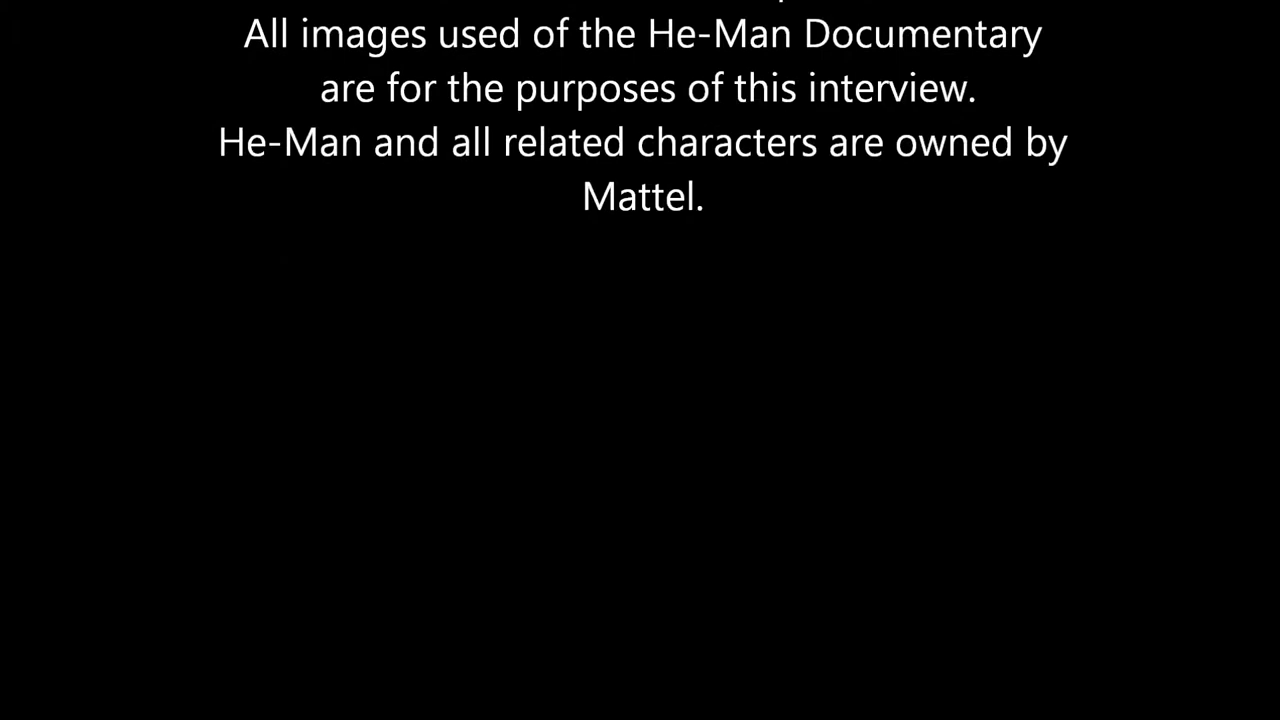 All images used of the He-Man Documentary
are for the purposes of this interview.
He-Man and all related characters are owned by
Mattel.